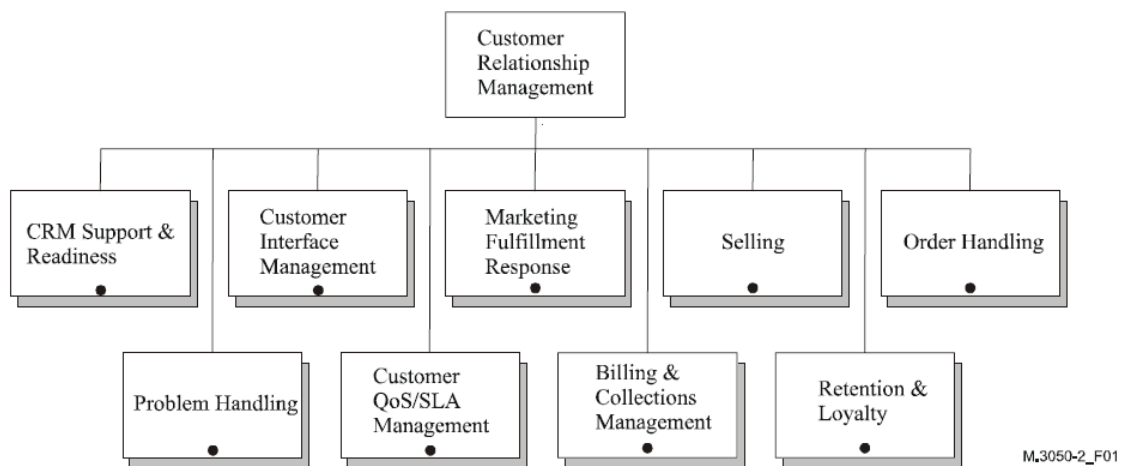 Customer
Relationship
Management
CRM Support &
Readiness
Customer
Interface
Management
Marketing
Fulfillment
Response
Selling
Order Handling
Problem Handling
Customer
QoS/SLA
Management
Billing &
Collections
Management
Retention &
Loyalty
M.3050-2_F01